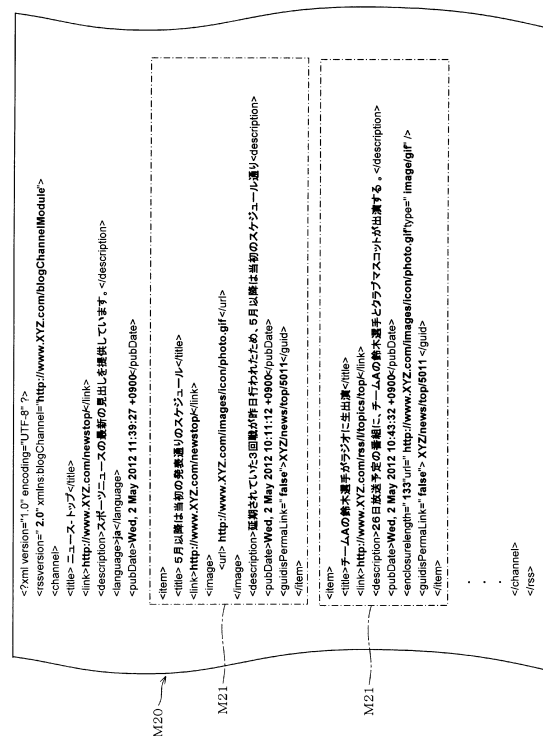 <?xml version="1.0" encoding="UTF-8" ?>
<rssversion=" 2.0" xmlns:blogChannel="http://www.XYZ.com/blogChannelModule">
<channel>
<title> ニュース-トップ</title>
<link>http://www.XYZ.com/newstop/</link>
<description>スポーツニュースの最新の見出しを提供しています。</description>
<language>ja</language>
<pubDate>Wed, 2 May 2012 11:39:27 +0900</pubDate>
<item>
<title>５月以降は当初の発表通りのスケジュール</title>
<link>http://www.XYZ.com/newstop/</link>
<image>
<url> http://www.XYZ.com/images/icon/photo.gif </url>
</image>
<description>延期されていた3回戦が昨日行われたため、５月以降は当初のスケジュール通り<description>
<pubDate>Wed, 2 May 2012 10:11:12 +0900</pubDate>
<guidisPermaLink=" false">XYZ/news/top/5011</guid>
</item>
<item>
<title>チームAの鈴木選手がラジオに生出演</title>
<link>http://www.XYZ.com/rss/l/topics/top/</link>
<description>２６日放送予定の番組に、チームAの鈴木選手とクラブマスコットが出演する。</description>
<pubDate>Wed, 2 May 2012 10:43:32 +0900</pubDate>
<enclosurelength=" 133"url=" http://www.XYZ.com/images/icon/photo.gif"type=" image/gif" />
<guidisPermaLink=" false"> XYZ/news/top/5011 </guid>
</item>
.
.
.
</channel>
</rss>
M20
M21
M21